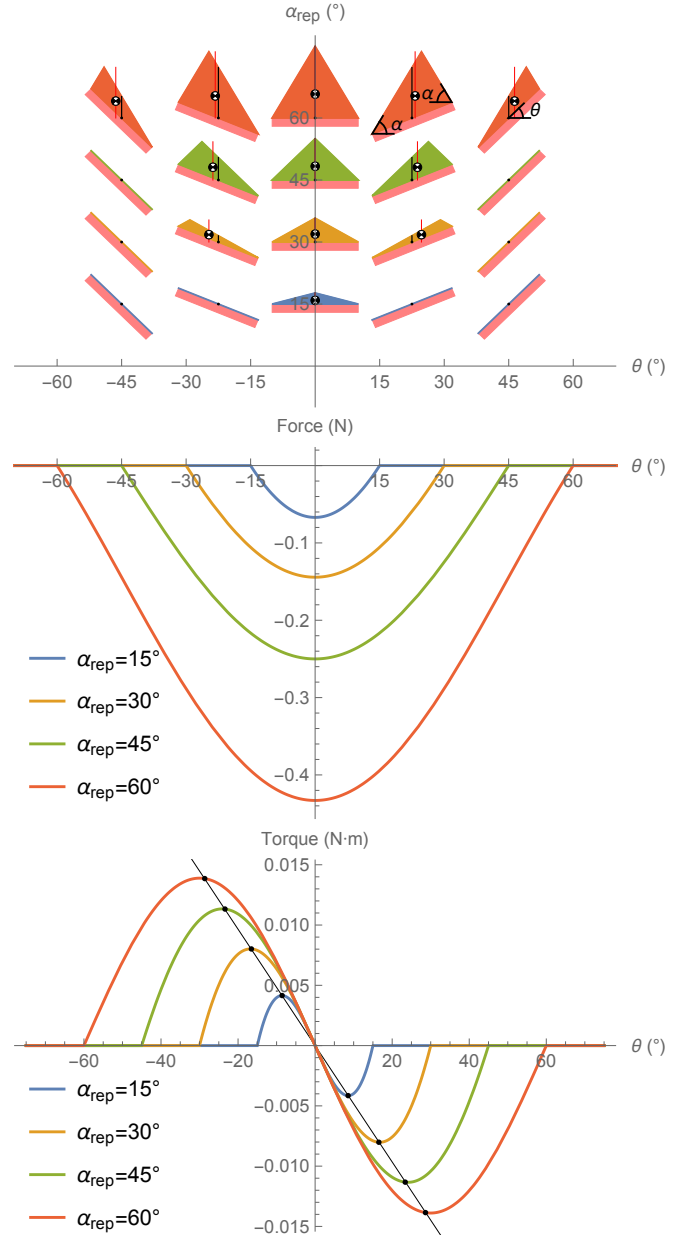 α_rep (°)
α
α
θ
60
45
30
15
−60 −45 −30 −15 15 30 45 60 θ (°)
Force (N)
−60 −45 −30 −15 15 30 45 60 θ (°)
−0.1
−0.2
−0.3
−0.4
α_rep=15°
α_rep=30°
α_rep=45°
α_rep=60°
Torque (N·m)
0.015
0.010
0.005
−60 −40 −20 20 40 60 θ (°)
−0.005
−0.010
−0.015
α_rep=15°
α_rep=30°
α_rep=45°
α_rep=60°